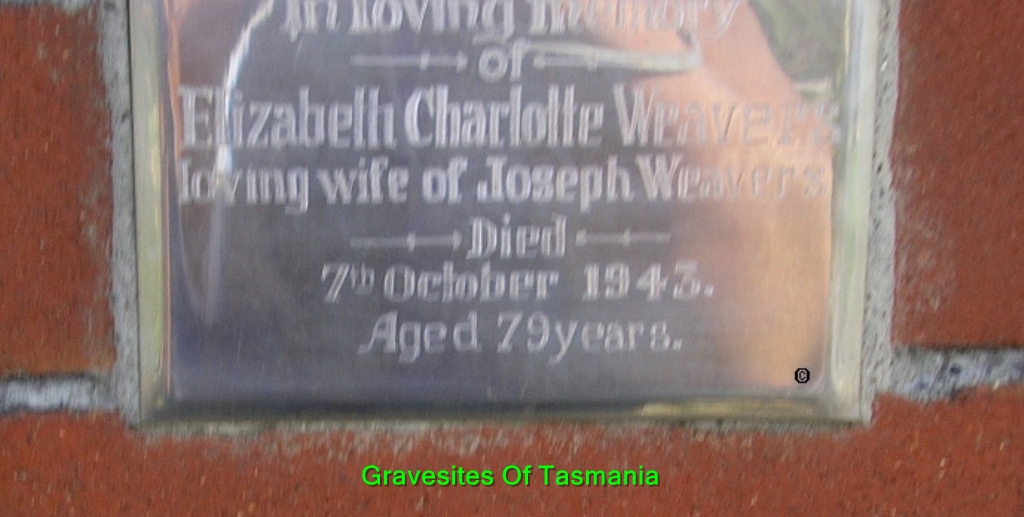 In loving memory
of
Elizabeth Charlotte Weavers
loving wife of Joseph Weavers
Died
7th October 1943.
Aged 79 years.
©
Gravesites Of Tasmania